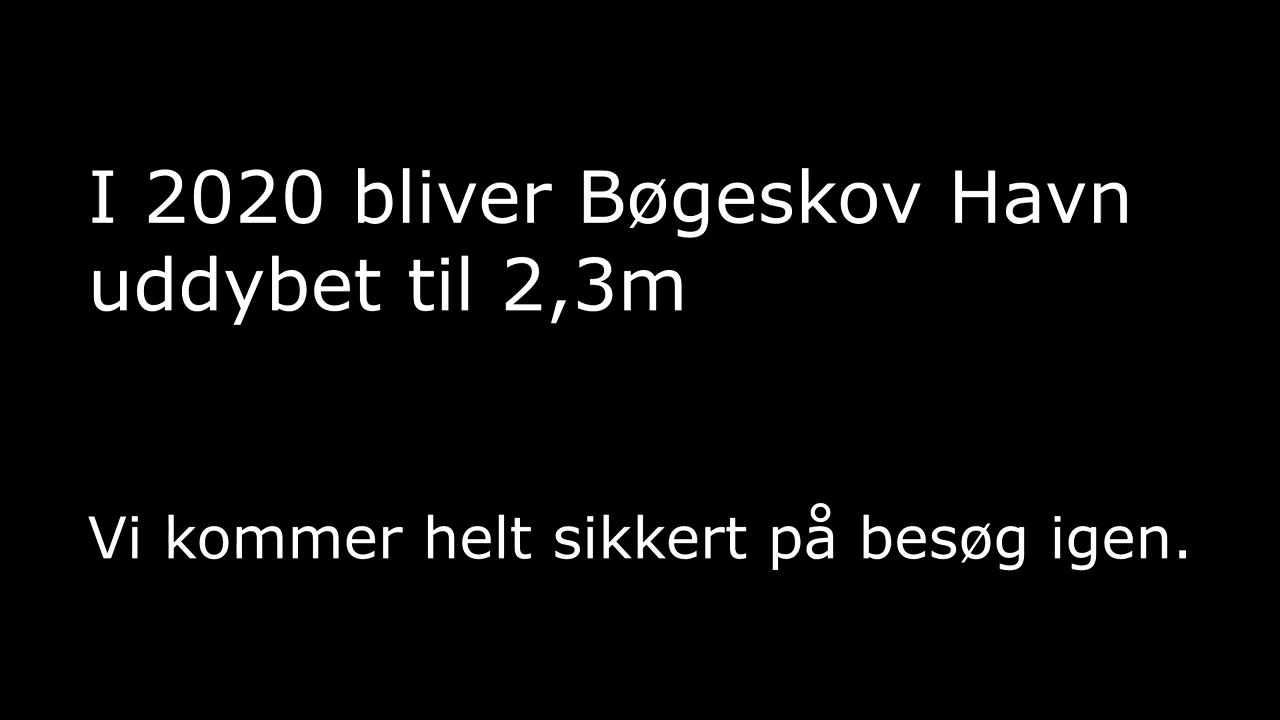 I 2020 bliver Bøgeskov Havn
uddybet til 2,3m
Vi kommer helt sikkert på besøg igen.